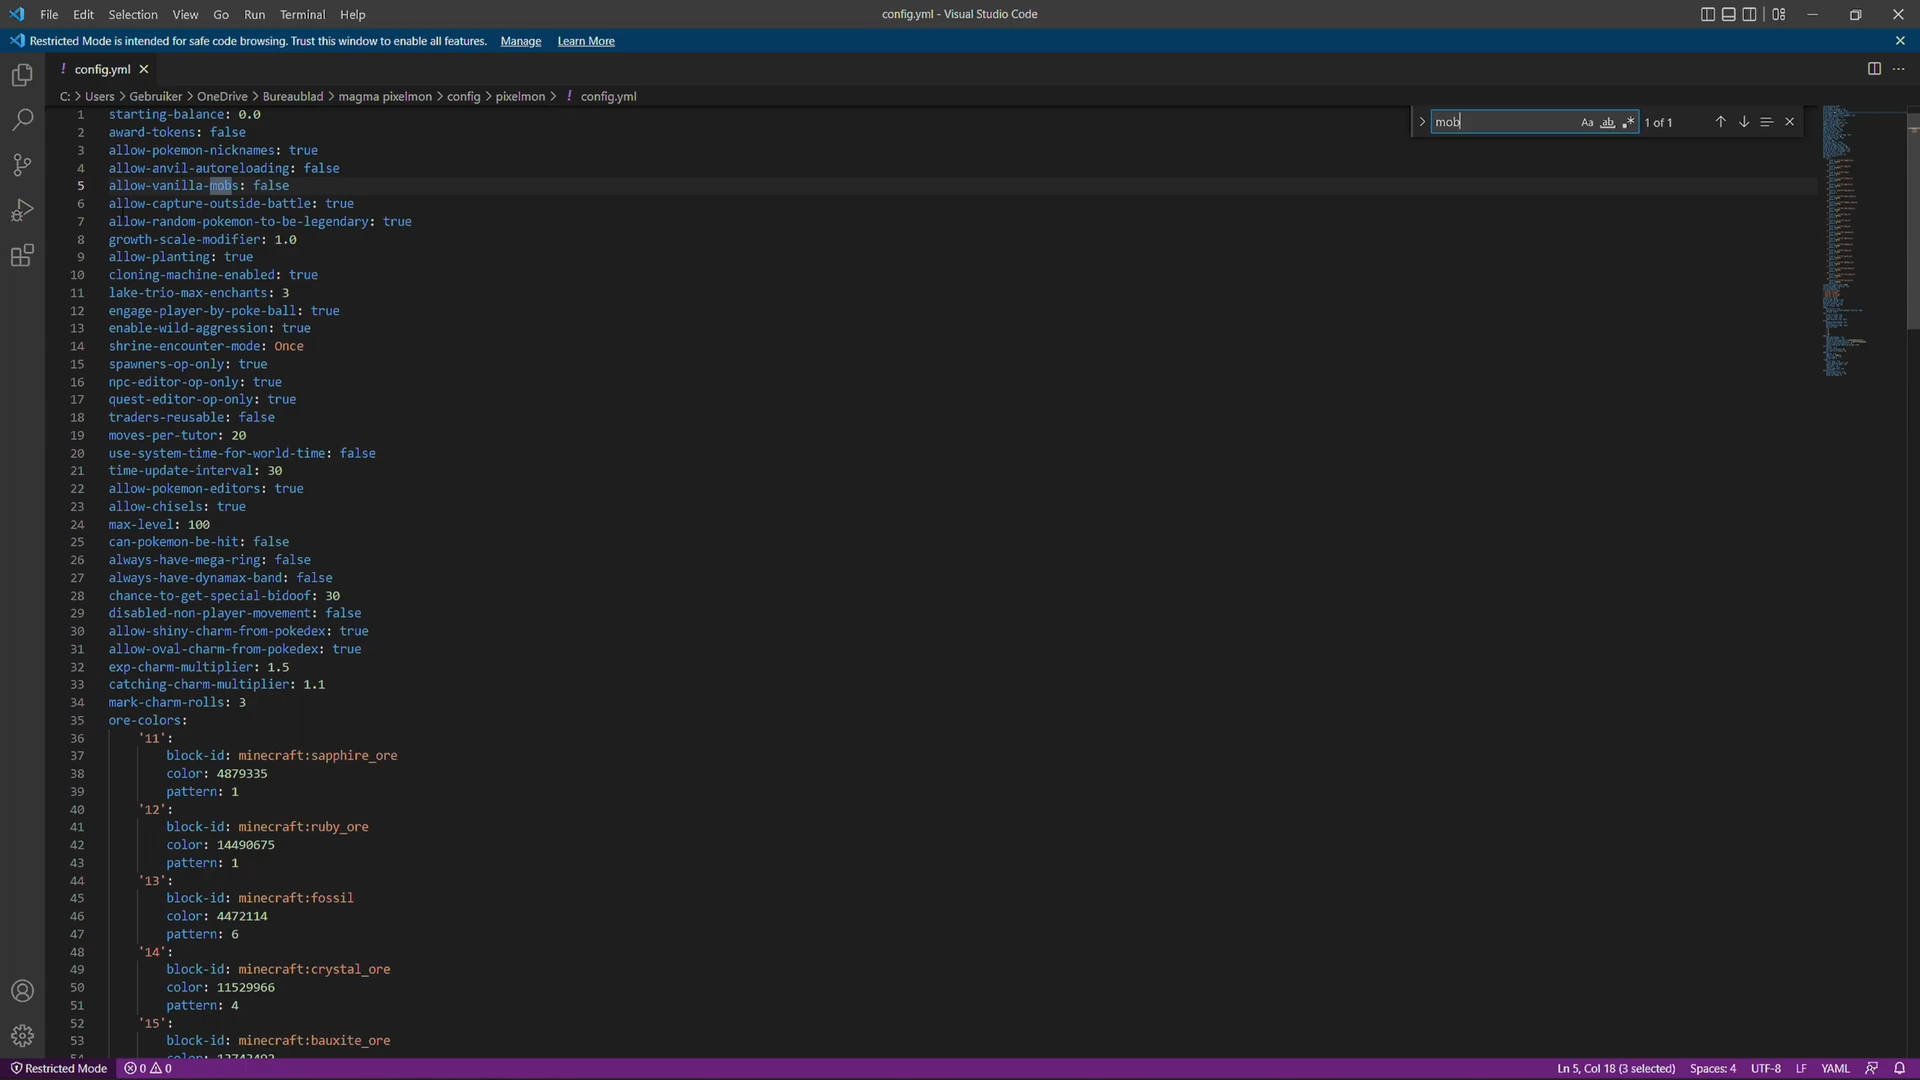 File Edit Selection View Go Run Terminal Help
config.yml - Visual Studio Code
Restricted Mode is intended for safe code browsing. Trust this window to enable all features. Manage Learn More
! config.yml
C: > Users > Gebruiker > OneDrive > Bureaublad > magma pixelmon > config > pixelmon > ! config.yml
mob Aa ab .* 1 of 1
1 starting-balance: 0.0
2 award-tokens: false
3 allow-pokemon-nicknames: true
4 allow-anvil-autoreloading: false
5 allow-vanilla-mobs: false
6 allow-capture-outside-battle: true
7 allow-random-pokemon-to-be-legendary: true
8 growth-scale-modifier: 1.0
9 allow-planting: true
10 cloning-machine-enabled: true
11 lake-trio-max-enchants: 3
12 engage-player-by-poke-ball: true
13 enable-wild-aggression: true
14 shrine-encounter-mode: Once
15 spawners-op-only: true
16 npc-editor-op-only: true
17 quest-editor-op-only: true
18 traders-reusable: false
19 moves-per-tutor: 20
20 use-system-time-for-world-time: false
21 time-update-interval: 30
22 allow-pokemon-editors: true
23 allow-chisels: true
24 max-level: 100
25 can-pokemon-be-hit: false
26 always-have-mega-ring: false
27 always-have-dynamax-band: false
28 chance-to-get-special-bidoof: 30
29 disabled-non-player-movement: false
30 allow-shiny-charm-from-pokedex: true
31 allow-oval-charm-from-pokedex: true
32 exp-charm-multiplier: 1.5
33 catching-charm-multiplier: 1.1
34 mark-charm-rolls: 3
35 ore-colors:
36 '11':
37 block-id: minecraft:sapphire_ore
38 color: 4879335
39 pattern: 1
40 '12':
41 block-id: minecraft:ruby_ore
42 color: 14490675
43 pattern: 1
44 '13':
45 block-id: minecraft:fossil
46 color: 4472114
47 pattern: 6
48 '14':
49 block-id: minecraft:crystal_ore
50 color: 11529966
51 pattern: 4
52 '15':
53 block-id: minecraft:bauxite_ore
54 color:
Restricted Mode 0 0
Ln 5, Col 18 (3 selected) Spaces: 4 UTF-8 LF YAML